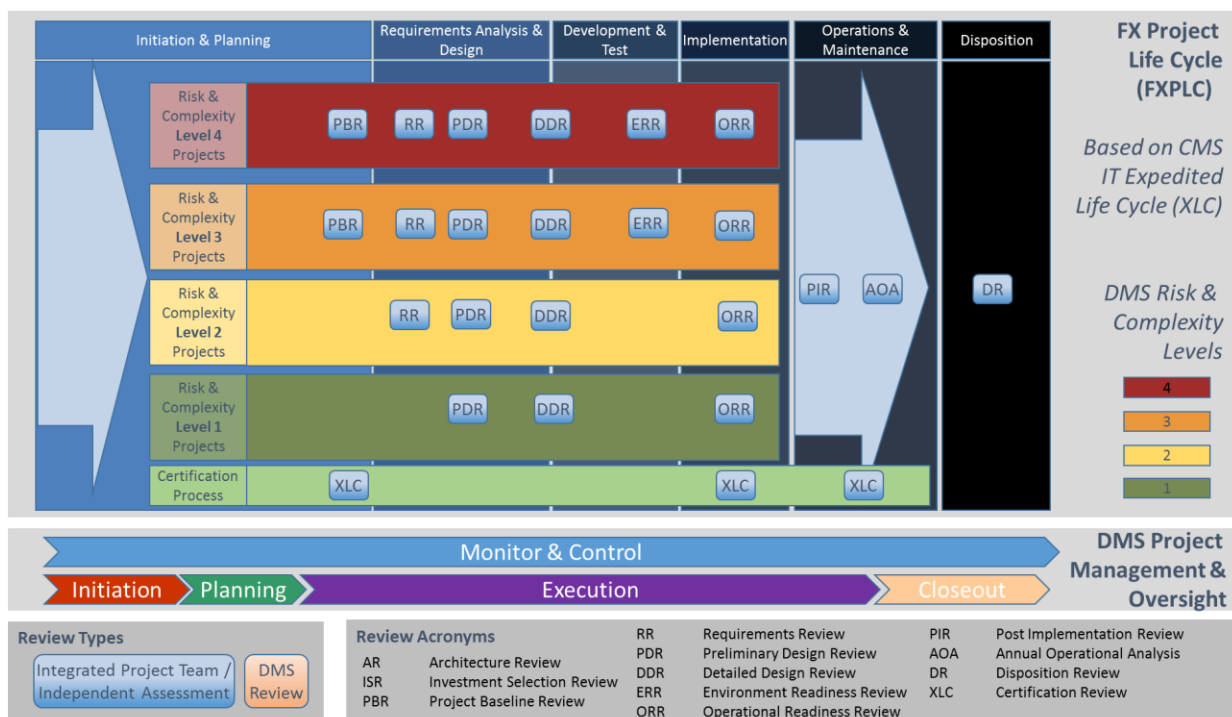 Initiation & Planning
Requirements Analysis &
Design
Development &
Test
Implementation
Operations &
Maintenance
Disposition
FX Project
Life Cycle
(FXPLC)
Based on CMS
IT Expedited
Life Cycle (XLC)
DMS Risk &
Complexity
Levels
4
3
2
1
Risk &
Complexity
Level 4
Projects
PBR
RR
PDR
DDR
ERR
ORR
Risk &
Complexity
Level 3
Projects
PBR
RR
PDR
DDR
ERR
ORR
Risk &
Complexity
Level 2
Projects
RR
PDR
DDR
ORR
PIR
AOA
DR
Risk &
Complexity
Level 1
Projects
PDR
DDR
ORR
Certification
Process
XLC
XLC
XLC
Monitor & Control
Initiation
Planning
Execution
Closeout
DMS Project
Management &
Oversight
Review Types
Integrated Project Team /
Independent Assessment
DMS
Review
Review Acronyms
AR Architecture Review
ISR Investment Selection Review
PBR Project Baseline Review
RR Requirements Review
PDR Preliminary Design Review
DDR Detailed Design Review
ERR Environment Readiness Review
ORR Operational Readiness Review
PIR Post Implementation Review
AOA Annual Operational Analysis
DR Disposition Review
XLC Certification Review